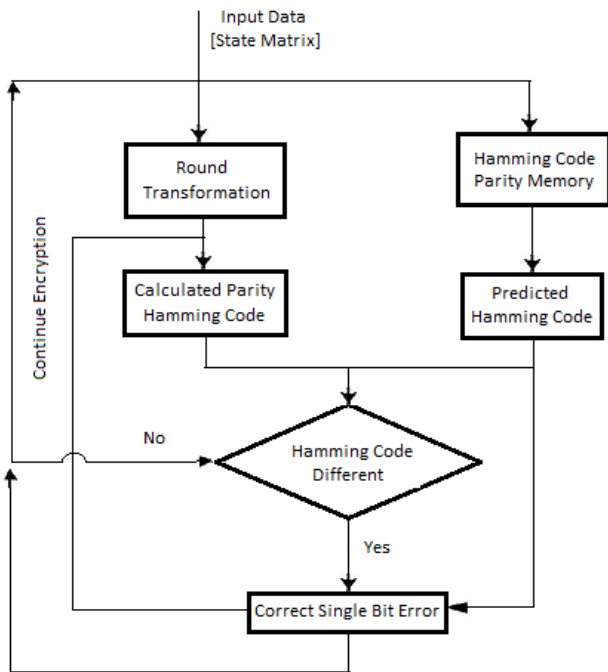 Input Data
[State Matrix]
Round
Transformation
Hamming Code
Parity Memory
Continue Encryption
Calculated Parity
Hamming Code
Predicted
Hamming Code
No
Hamming Code
Different
Yes
Correct Single Bit Error